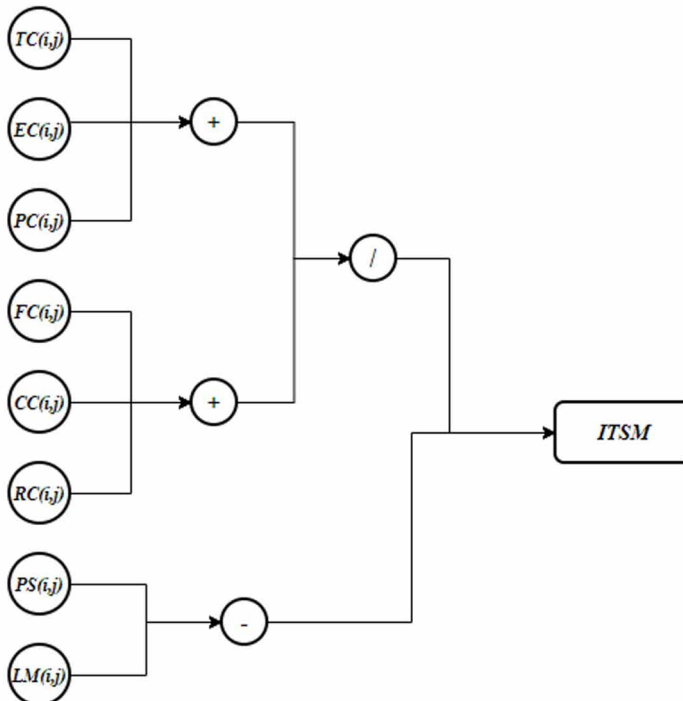 TC(i,j)
EC(i,j)
+
PC(i,j)
/
FC(i,j)
CC(i,j)
+
ITSM
RC(i,j)
PS(i,j)
-
LM(i,j)